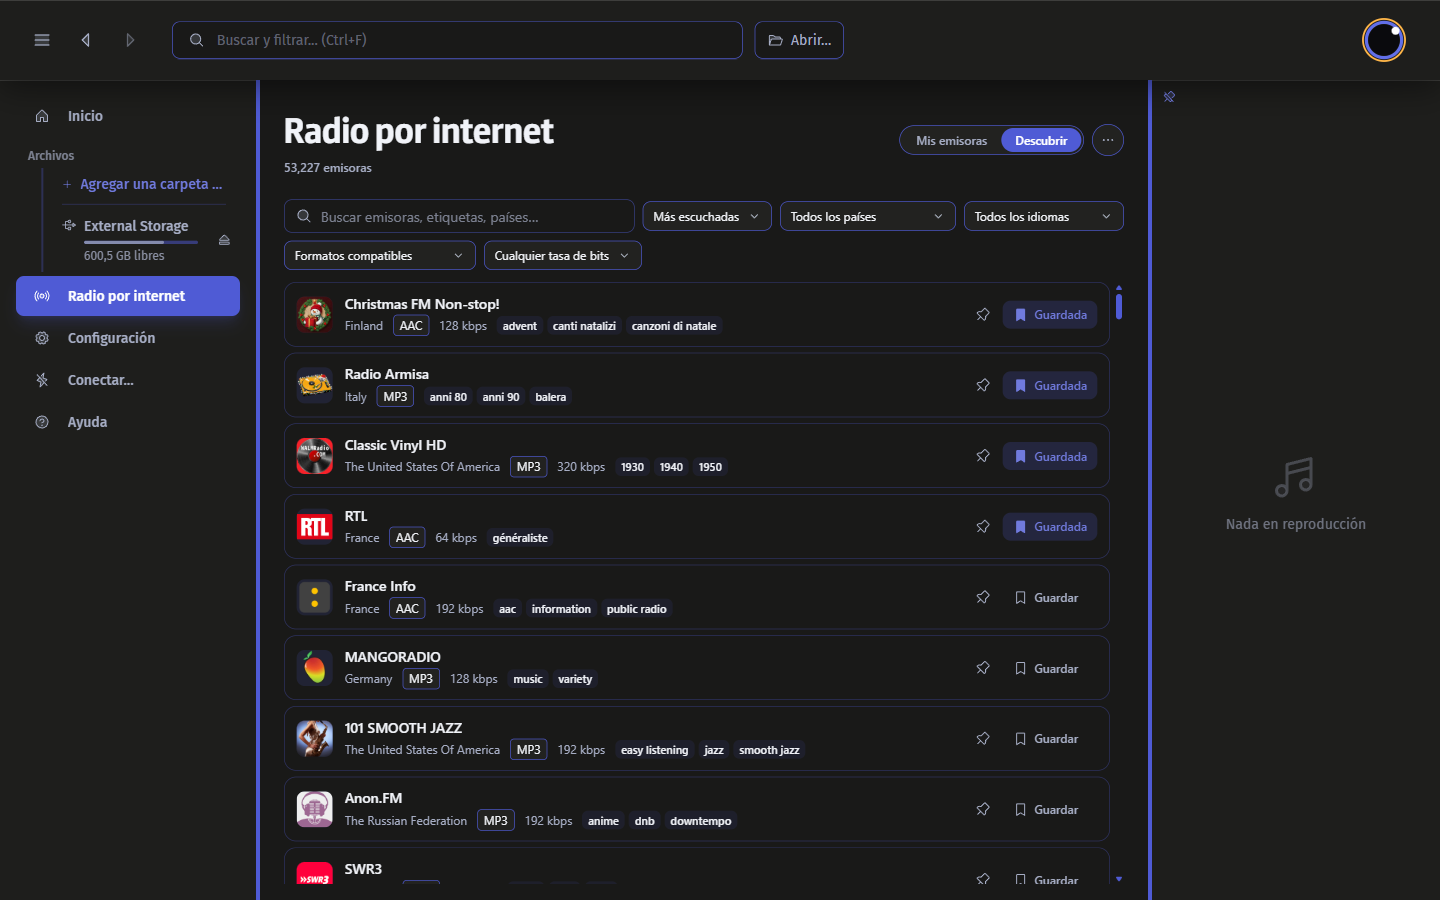 Buscar y filtrar... (Ctrl+F)
Abrir...
Inicio
Archivos
Agregar una carpeta ...
External Storage
600,5 GB libres
Radio por internet
Configuración
Conectar...
Ayuda
Radio por internet
53,227 emisoras
Mis emisoras
Descubrir
Buscar emisoras, etiquetas, países...
Más escuchadas
Todos los países
Todos los idiomas
Formatos compatibles
Cualquier tasa de bits
Christmas FM Non-stop!
Finland AAC 128 kbps advent canti natalizi canzoni di natale
Guardada
Radio Armisa
Italy MP3 anni 80 anni 90 balera
Guardada
Classic Vinyl HD
The United States Of America MP3 320 kbps 1930 1940 1950
Guardada
RTL
RTL
France AAC 64 kbps généraliste
Guardada
France Info
France AAC 192 kbps aac information public radio
Guardar
MANGORADIO
Germany MP3 128 kbps music variety
Guardar
101 SMOOTH JAZZ
The United States Of America MP3 192 kbps easy listening jazz smooth jazz
Guardar
Anon.FM
The Russian Federation MP3 192 kbps anime dnb downtempo
Guardar
SWR3
»SWR3
Guardar
Nada en reproducción